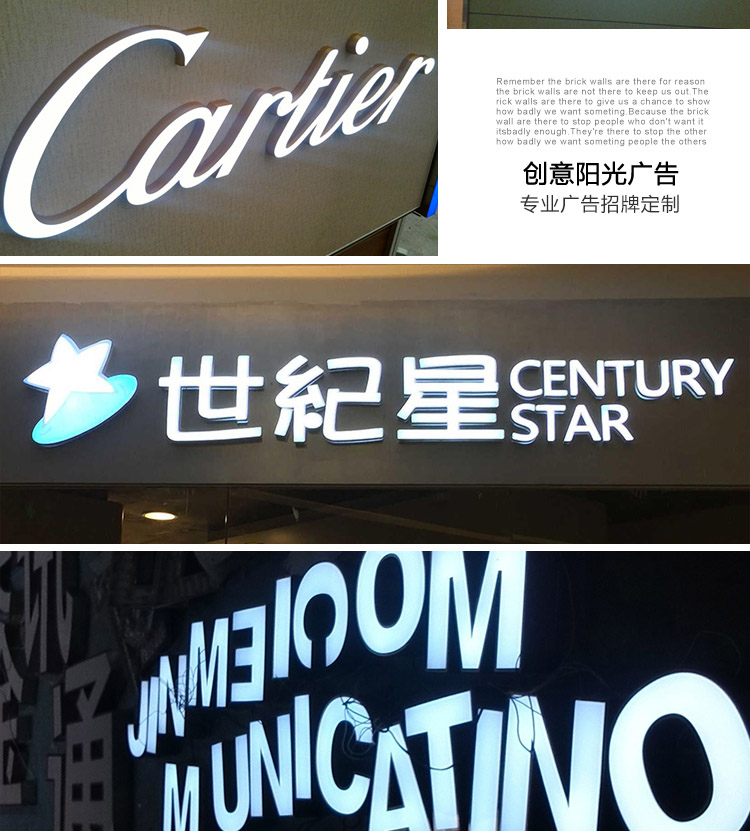 Cartier
Remember the brick walls are there for reason
the brick walls are not there to keep us out.The
rick walls are there to give us a chance to show
how badly we want someting.Because the brick
wall are there to stop people who don't want it
itsbadly enough.They're there to stop the other
how badly we want someting people the others
创意阳光广告
专业广告招牌定制
世紀星 CENTURY
STAR
JINMEICOM
MUNICATINO
通